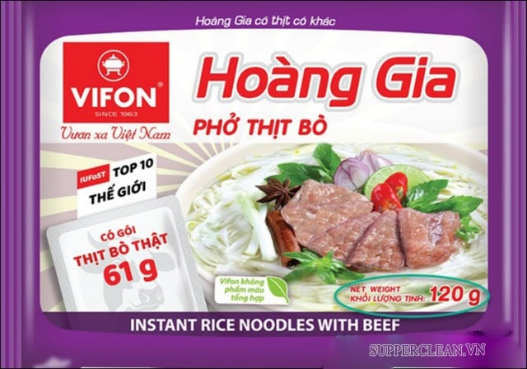 Hoàng Gia có thịt có khác
VIFON®
SINCE 1963
Vươn xa Việt Nam
Hoàng Gia
PHỞ THỊT BÒ
IUFoST TOP 10
THẾ GIỚI
CÓ GÓI
THỊT BÒ THẬT
61 g
Vifon không
phẩm màu
tổng hợp
NET WEIGHT
KHỐI LƯỢNG TỊNH: 120 g
INSTANT RICE NOODLES WITH BEEF
SUPPERCLEAN.VN